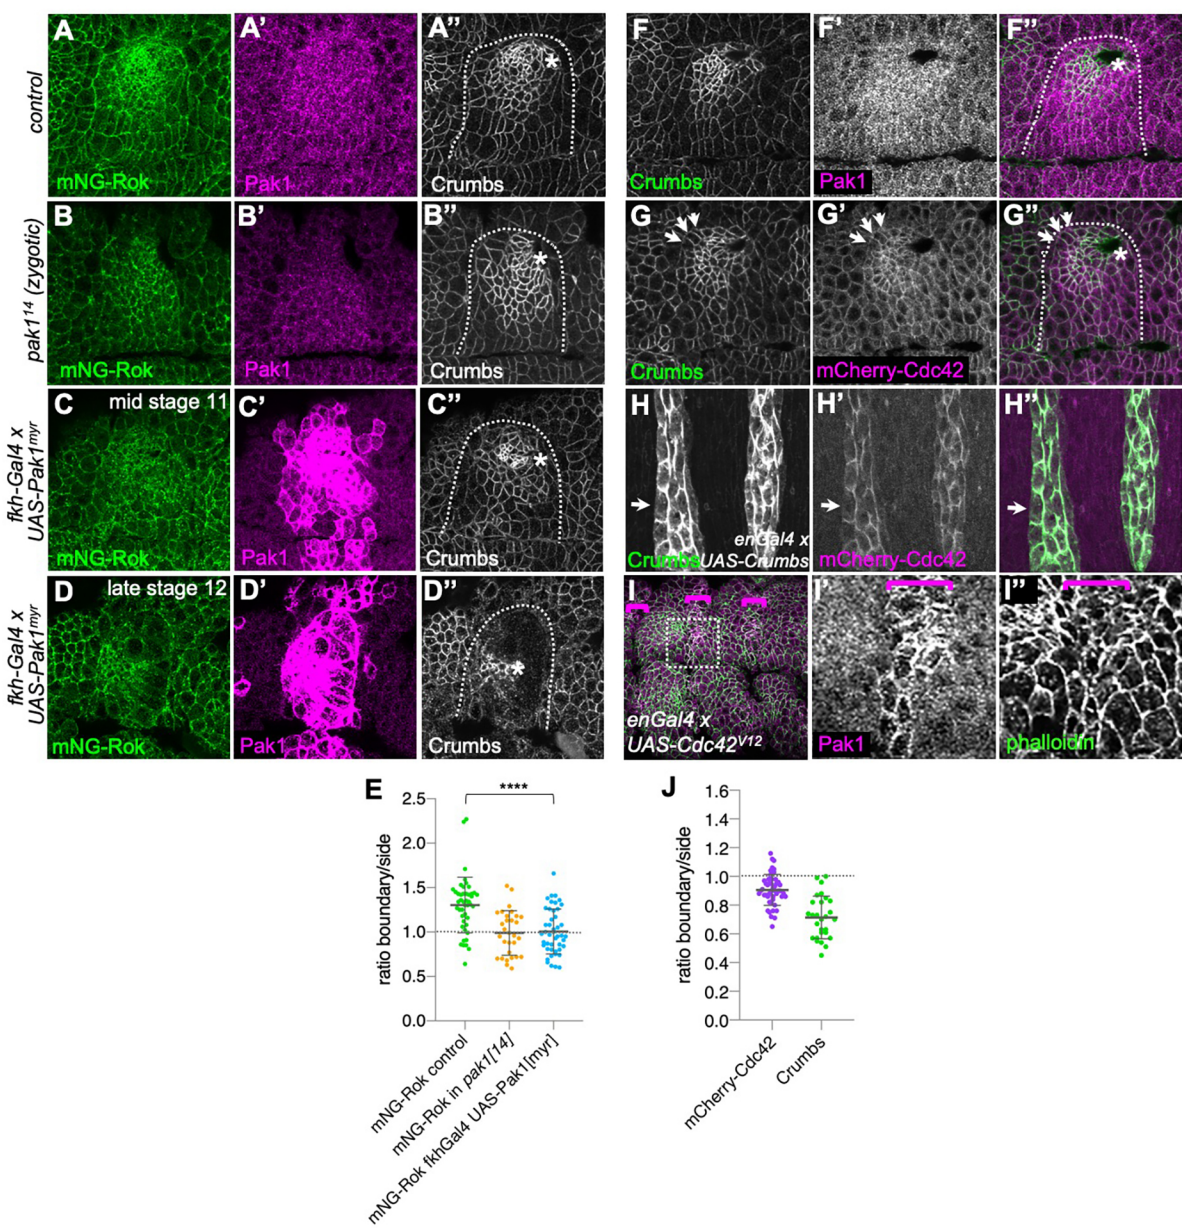 A
A'
A"
F
F'
F"
control
mNG-Rok
Pak1
*
Crumbs
Crumbs
Pak1
*
B
B'
B"
G
G'
G"
pak1¹⁴ (zygotic)
mNG-Rok
Pak1
*
Crumbs
Crumbs
mCherry-Cdc42
*
C
mid stage 11
C'
C"
H
H'
H"
fkh-Gal4 x
UAS-Pak1ᵐʸʳ
mNG-Rok
Pak1
*
Crumbs
enGal4 x
Crumbs
UAS-Crumbs
mCherry-Cdc42
D
late stage 12
D'
D"
I
I'
I"
fkh-Gal4 x
UAS-Pak1ᵐʸʳ
mNG-Rok
Pak1
*
Crumbs
enGal4 x
UAS-Cdc42ⱽ¹²
Pak1
phalloidin
E
****
2.5
2.0
1.5
1.0
0.5
0.0
ratio boundary/side
mNG-Rok control
mNG-Rok in pak1[14]
mNG-Rok fkhGal4 UAS-Pak1[myr]
J
1.6
1.4
1.2
1.0
0.8
0.6
0.4
0.2
0.0
ratio boundary/side
mCherry-Cdc42
Crumbs